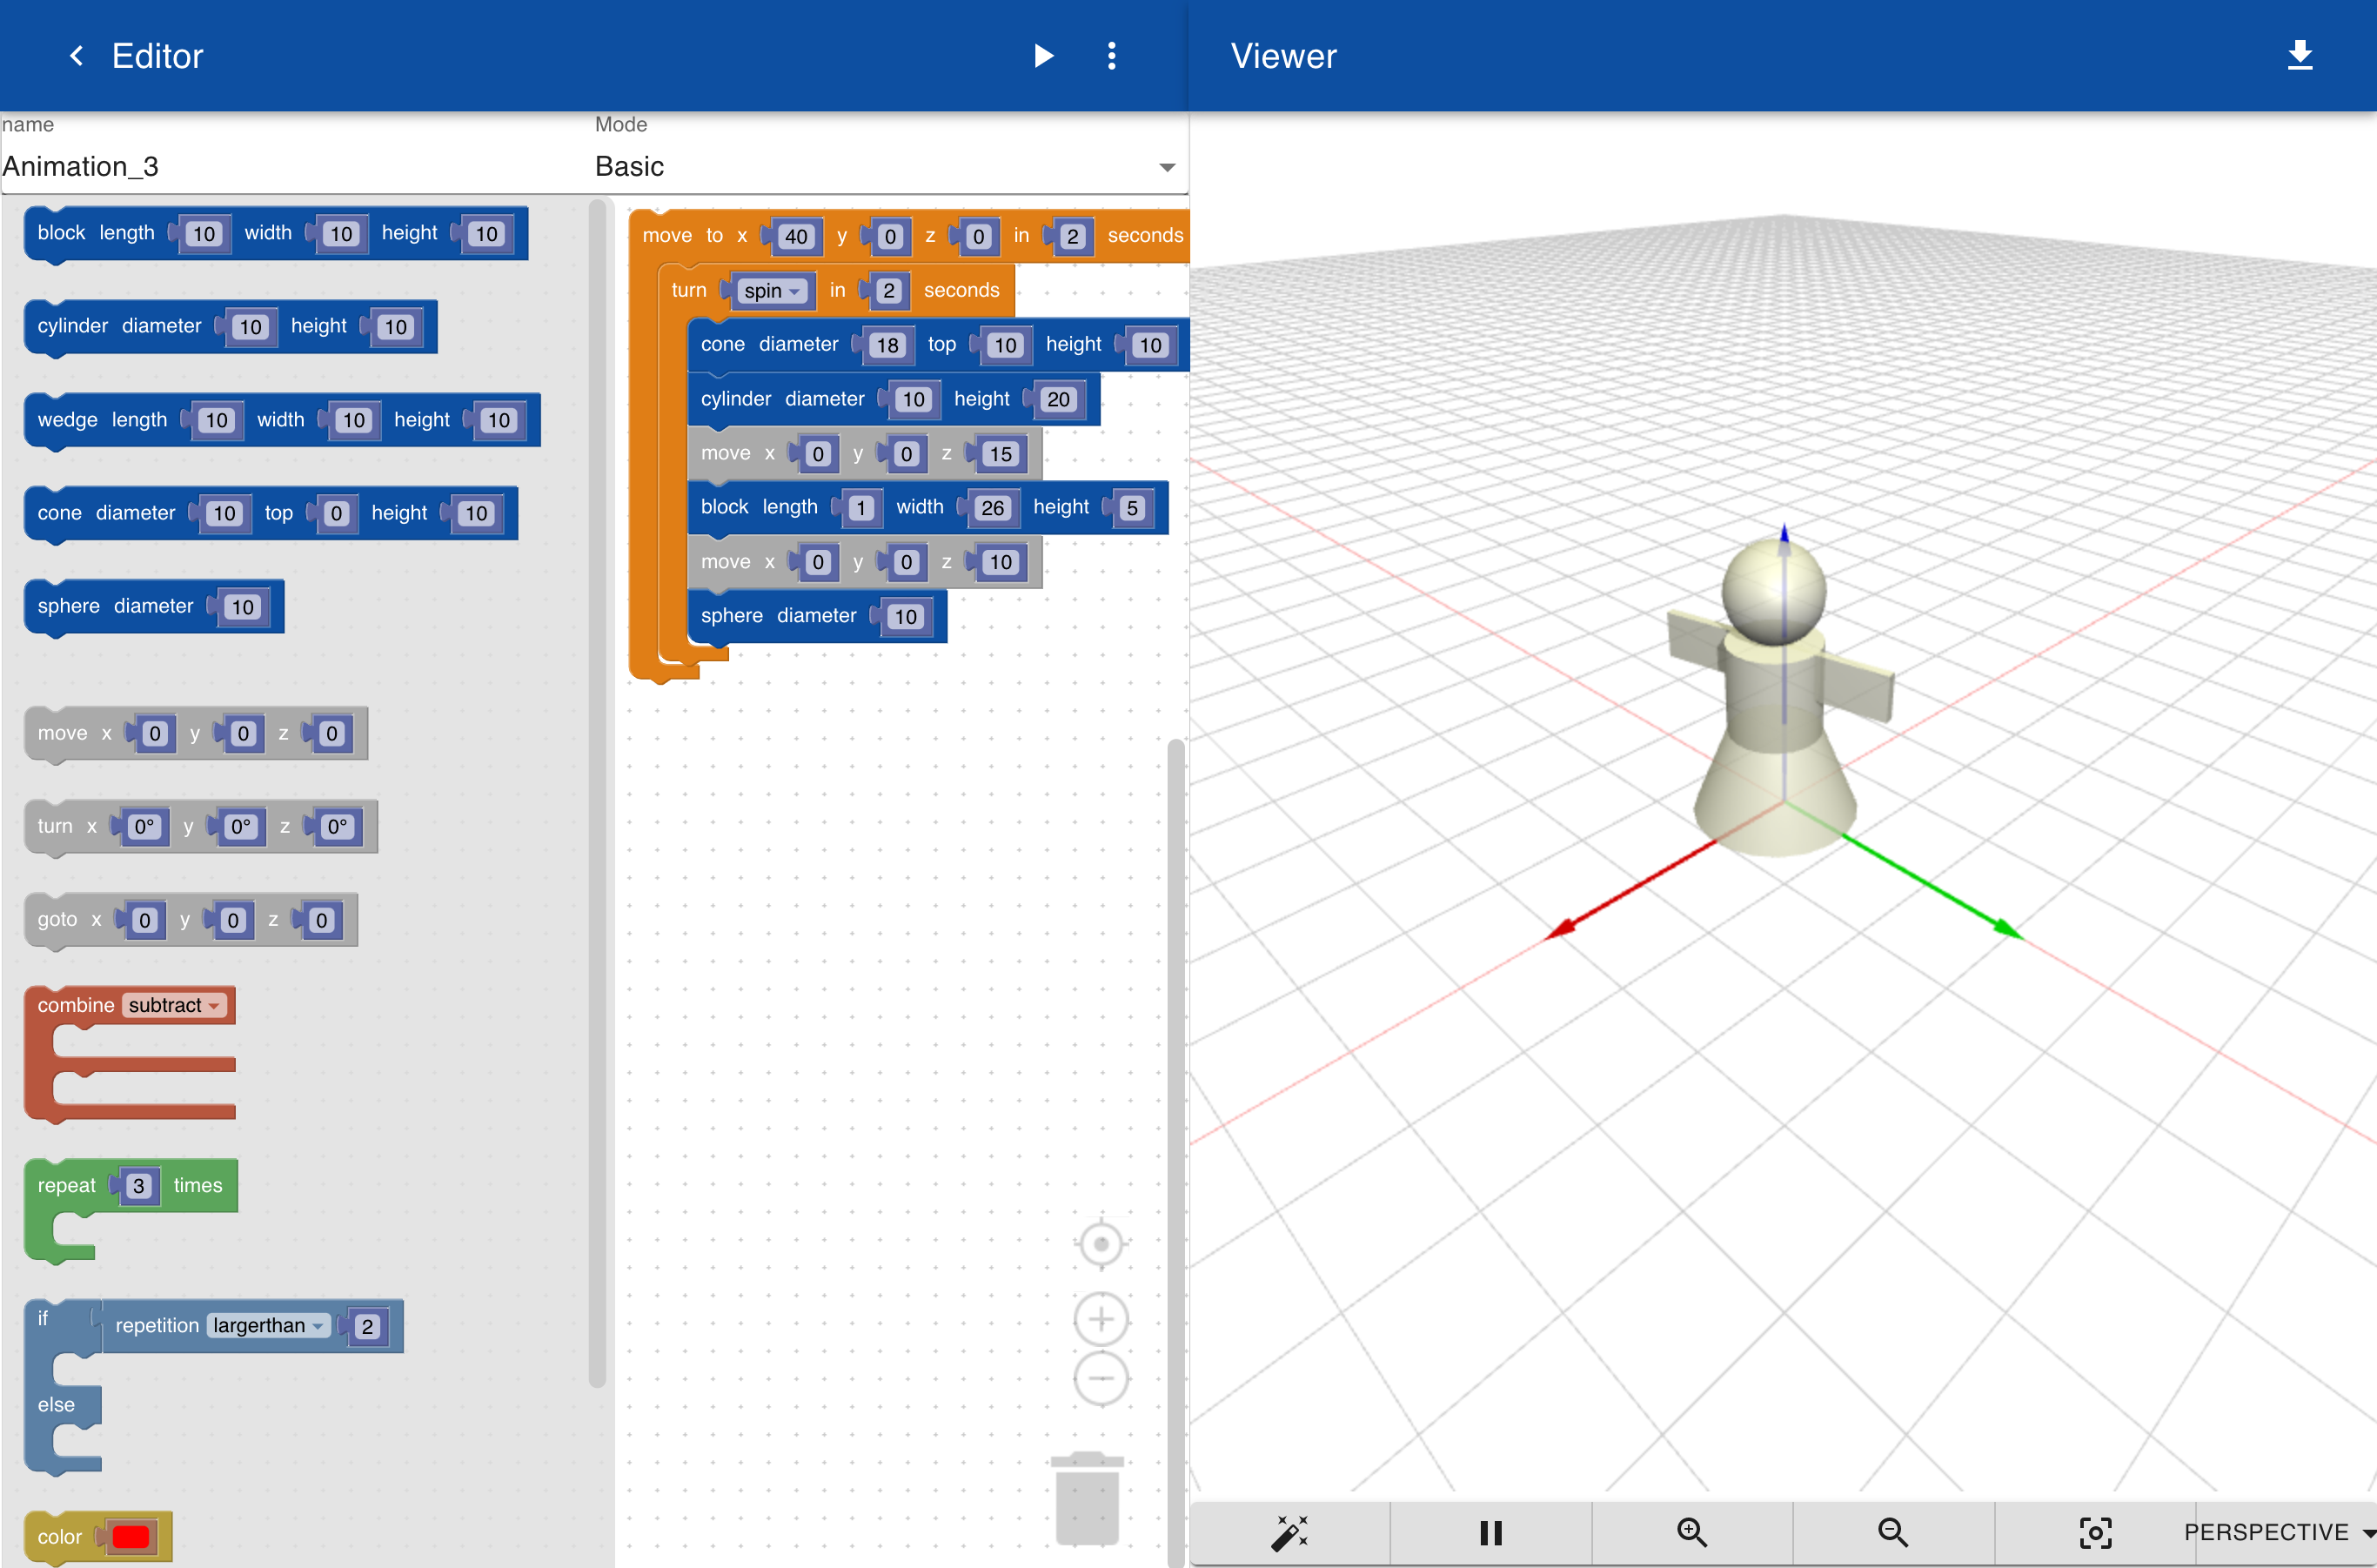 Editor
Viewer
name
Animation_3
Mode
Basic
block length 10 width 10 height 10
cylinder diameter 10 height 10
wedge length 10 width 10 height 10
cone diameter 10 top 0 height 10
sphere diameter 10
move x 0 y 0 z 0
turn x 0° y 0° z 0°
goto x 0 y 0 z 0
combine subtract
repeat 3 times
if repetition largerthan 2
else
color
move to x 40 y 0 z 0 in 2 seconds
turn spin in 2 seconds
cone diameter 18 top 10 height 10
cylinder diameter 10 height 20
move x 0 y 0 z 15
block length 1 width 26 height 5
move x 0 y 0 z 10
sphere diameter 10
PERSPECTIVE